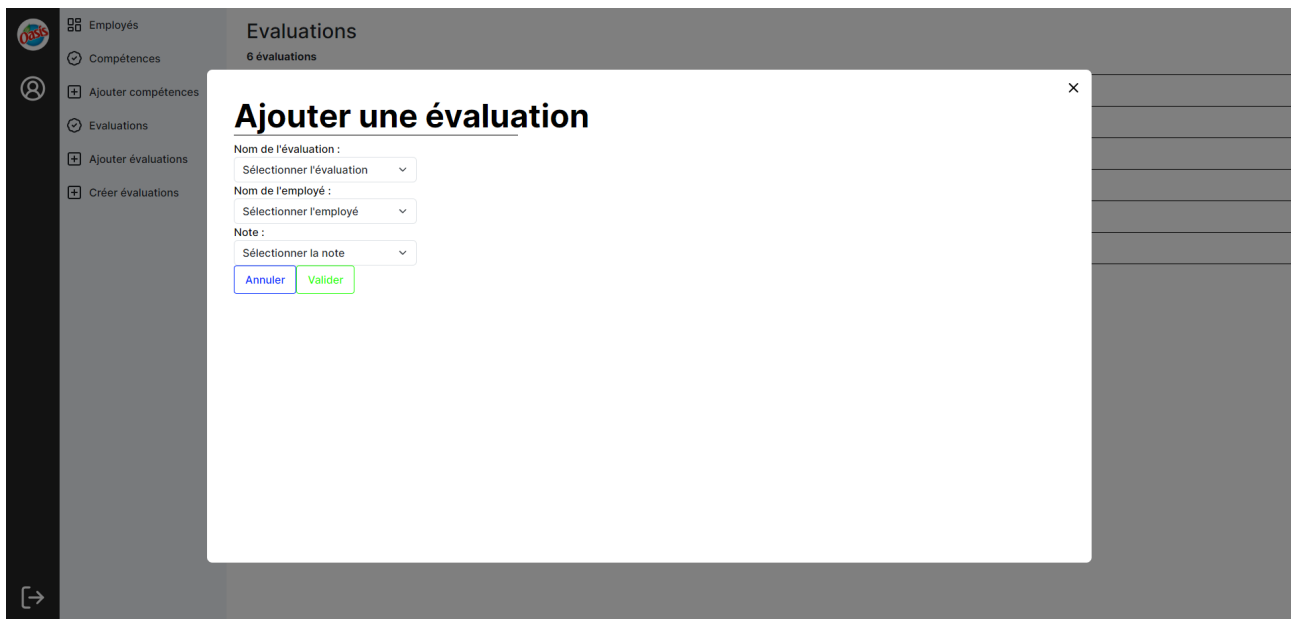 Oasis
Employés
Compétences
Ajouter compétences
Evaluations
Ajouter évaluations
Créer évaluations
Evaluations
6 évaluations
Ajouter une évaluation
Nom de l'évaluation :
Sélectionner l'évaluation
Nom de l'employé :
Sélectionner l'employé
Note :
Sélectionner la note
Annuler Valider